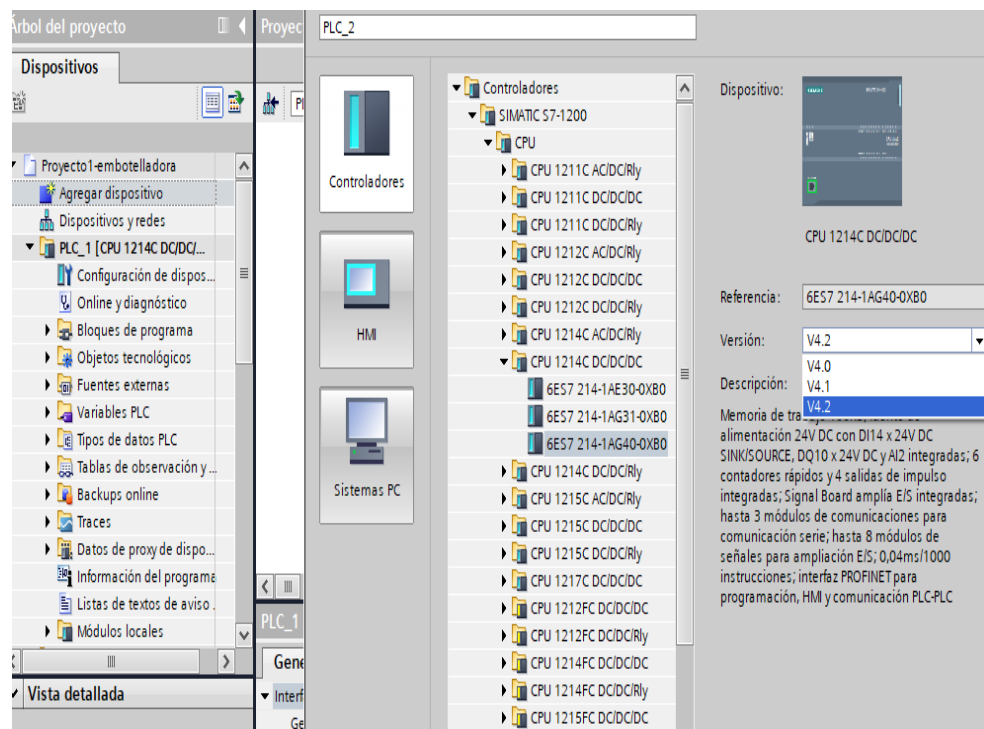 Árbol del proyecto
Dispositivos
Proyecto1-embotelladora
Agregar dispositivo
Dispositivos y redes
PLC_1 [CPU 1214C DC/DC/...
Configuración de dispos...
Online y diagnóstico
Bloques de programa
Objetos tecnológicos
Fuentes externas
Variables PLC
Tipos de datos PLC
Tablas de observación y ...
Backups online
Traces
Datos de proxy de dispo...
Información del programa
Listas de textos de aviso .
Módulos locales
Vista detallada
Proyec
Pl
PLC_1
Gene
Interf
Ge
PLC_2
Controladores
HMI
Sistemas PC
Controladores
SIMATIC S7-1200
CPU
CPU 1211C AC/DC/Rly
CPU 1211C DC/DC/DC
CPU 1211C DC/DC/Rly
CPU 1212C AC/DC/Rly
CPU 1212C DC/DC/DC
CPU 1212C DC/DC/Rly
CPU 1214C AC/DC/Rly
CPU 1214C DC/DC/DC
6ES7 214-1AE30-0XB0
6ES7 214-1AG31-0XB0
6ES7 214-1AG40-0XB0
CPU 1214C DC/DC/Rly
CPU 1215C AC/DC/Rly
CPU 1215C DC/DC/DC
CPU 1215C DC/DC/Rly
CPU 1217C DC/DC/DC
CPU 1212FC DC/DC/DC
CPU 1212FC DC/DC/Rly
CPU 1214FC DC/DC/DC
CPU 1214FC DC/DC/Rly
CPU 1215FC DC/DC/DC
Dispositivo:
CPU 1214C DC/DC/DC
Referencia: 6ES7 214-1AG40-0XB0
Versión: V4.2
V4.0
V4.1
V4.2
Descripción:
Memoria de
alimentación 24V DC con DI14 x 24V DC
SINK/SOURCE, DQ10 x 24V DC y AI2 integradas; 6
contadores rápidos y 4 salidas de impulso
integradas; Signal Board amplía E/S integradas;
hasta 3 módulos de comunicaciones para
comunicación serie; hasta 8 módulos de
señales para ampliación E/S; 0,04ms/1000
instrucciones; interfaz PROFINET para
programación, HMI y comunicación PLC-PLC